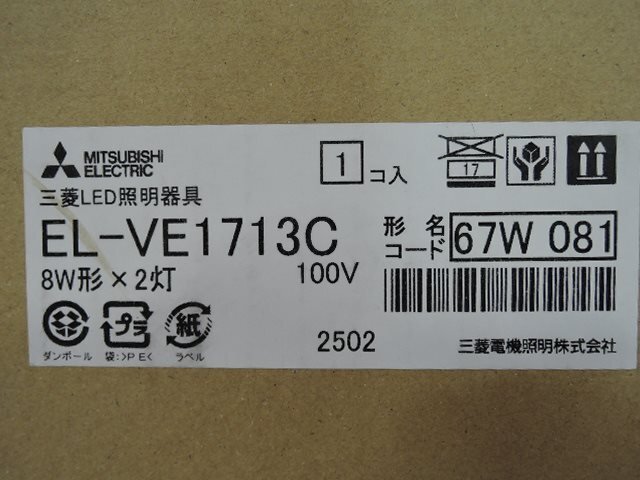 MITSUBISHI
ELECTRIC
1コ入
17
三菱LED照明器具
EL-VE1713C
形名
コード
67W 081
8W形×2灯
100V
ダンボール
プラ
袋:>PE<
紙
ラベル
2502
三菱電機照明株式会社